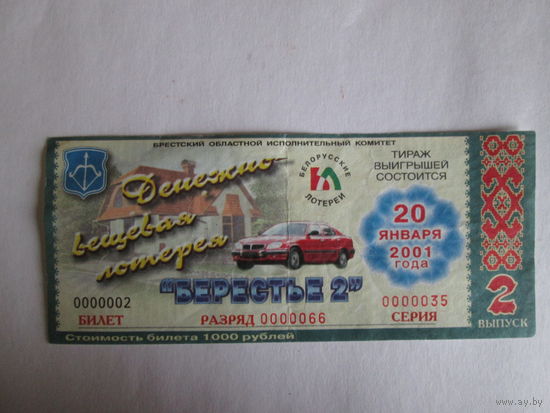 БРЕСТСКИЙ ОБЛАСТНОЙ ИСПОЛНИТЕЛЬНЫЙ КОМИТЕТ
Денежно-
вещевая
лотерея
БЕЛОРУССКИЕ
ЛОТЕРЕИ
ТИРАЖ
ВЫИГРЫШЕЙ
СОСТОИТСЯ
20
ЯНВАРЯ
2001
ГОДА
"БЕРЕСТЬЕ 2"
0000002
БИЛЕТ
РАЗРЯД 0000066
0000035
СЕРИЯ
2
ВЫПУСК
Стоимость билета 1000 рублей
www.ay.by